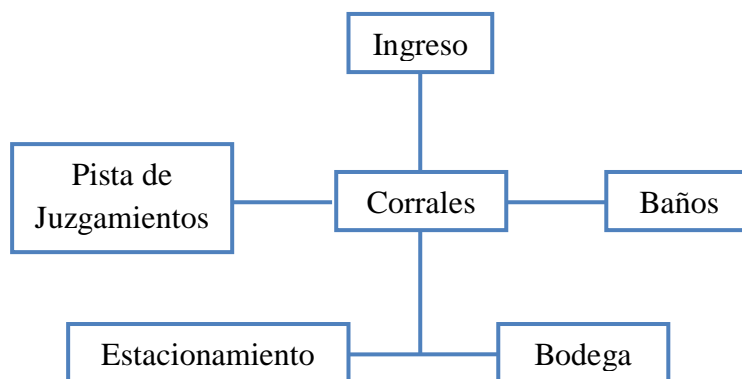 Ingreso
Pista de
Juzgamientos
Corrales
Baños
Estacionamiento
Bodega